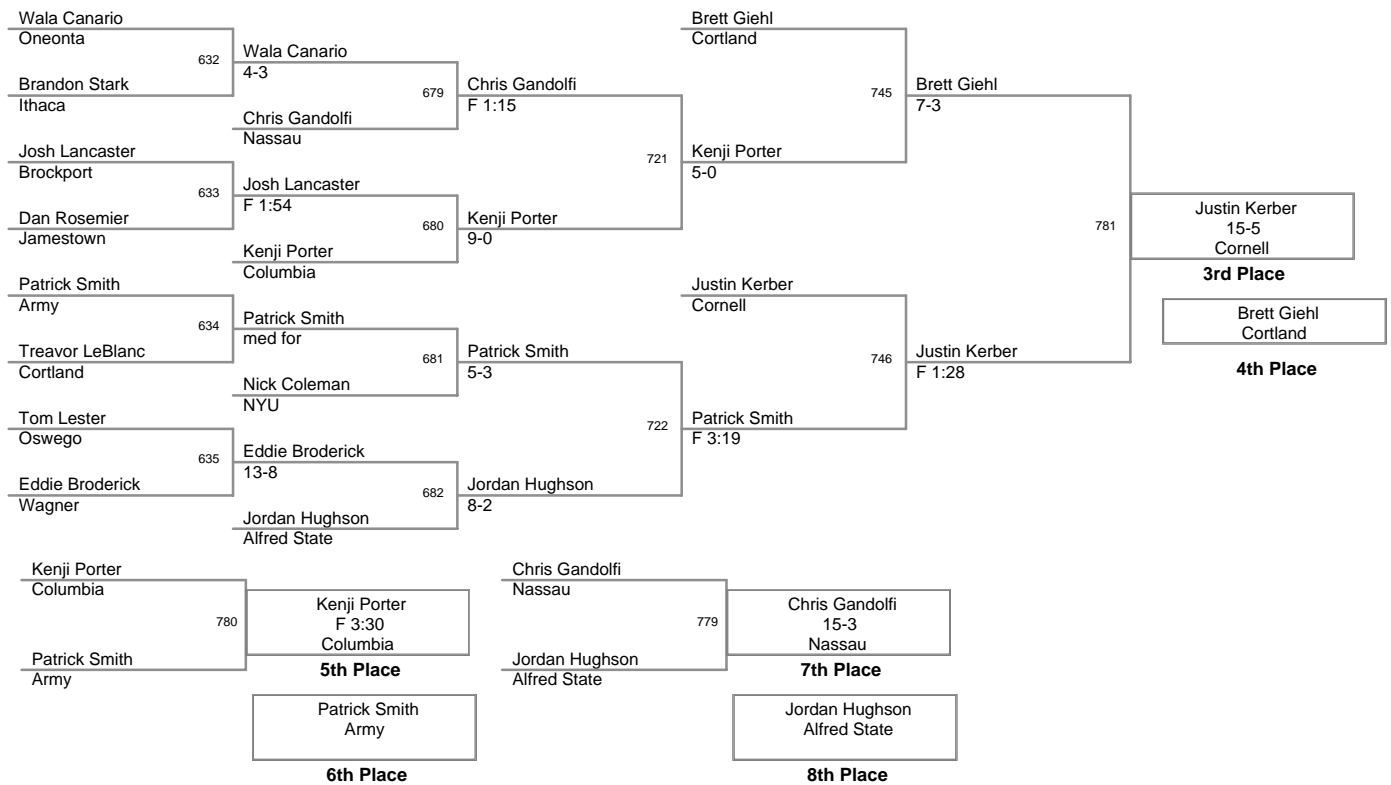 Wala Canario
Oneonta
632
Brandon Stark
Ithaca
Josh Lancaster
Brockport
633
Dan Rosemier
Jamestown
Patrick Smith
Army
634
Treavor LeBlanc
Cortland
Tom Lester
Oswego
635
Eddie Broderick
Wagner
Wala Canario
4-3
679
Chris Gandolfi
Nassau
Josh Lancaster
F 1:54
680
Kenji Porter
Columbia
Patrick Smith
med for
681
Nick Coleman
NYU
Eddie Broderick
13-8
682
Jordan Hughson
Alfred State
Chris Gandolfi
F 1:15
721
Kenji Porter
9-0
Patrick Smith
5-3
722
Jordan Hughson
8-2
Brett Giehl
Cortland
745
Kenji Porter
5-0
Justin Kerber
Cornell
746
Patrick Smith
F 3:19
Brett Giehl
7-3
781
Justin Kerber
F 1:28
Justin Kerber
15-5
Cornell
3rd Place
Brett Giehl
Cortland
4th Place
Kenji Porter
Columbia
780
Patrick Smith
Army
Kenji Porter
F 3:30
Columbia
5th Place
Patrick Smith
Army
6th Place
Chris Gandolfi
Nassau
779
Jordan Hughson
Alfred State
Chris Gandolfi
15-3
Nassau
7th Place
Jordan Hughson
Alfred State
8th Place